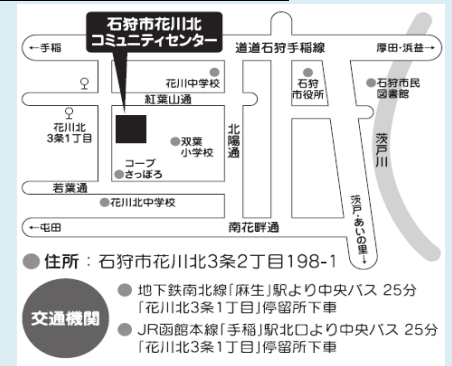 石狩市花川北
コミュニティセンター
←手稲
道道石狩手稲線
厚田・浜益→
花川中学校
石狩
市役所
石狩市民
図書館
紅葉山通
花川北
3条1丁目
双葉
小学校
北陽通
茨戸川
コープ
さっぽろ
若葉通
花川北中学校
茨戸・あいの里→
←屯田
南花畔通
住所：石狩市花川北3条2丁目198-1
交通機関
地下鉄南北線「麻生」駅より中央バス 25分
「花川北3条1丁目」停留所下車
JR函館本線「手稲」駅北口より中央バス 25分
「花川北3条1丁目」停留所下車